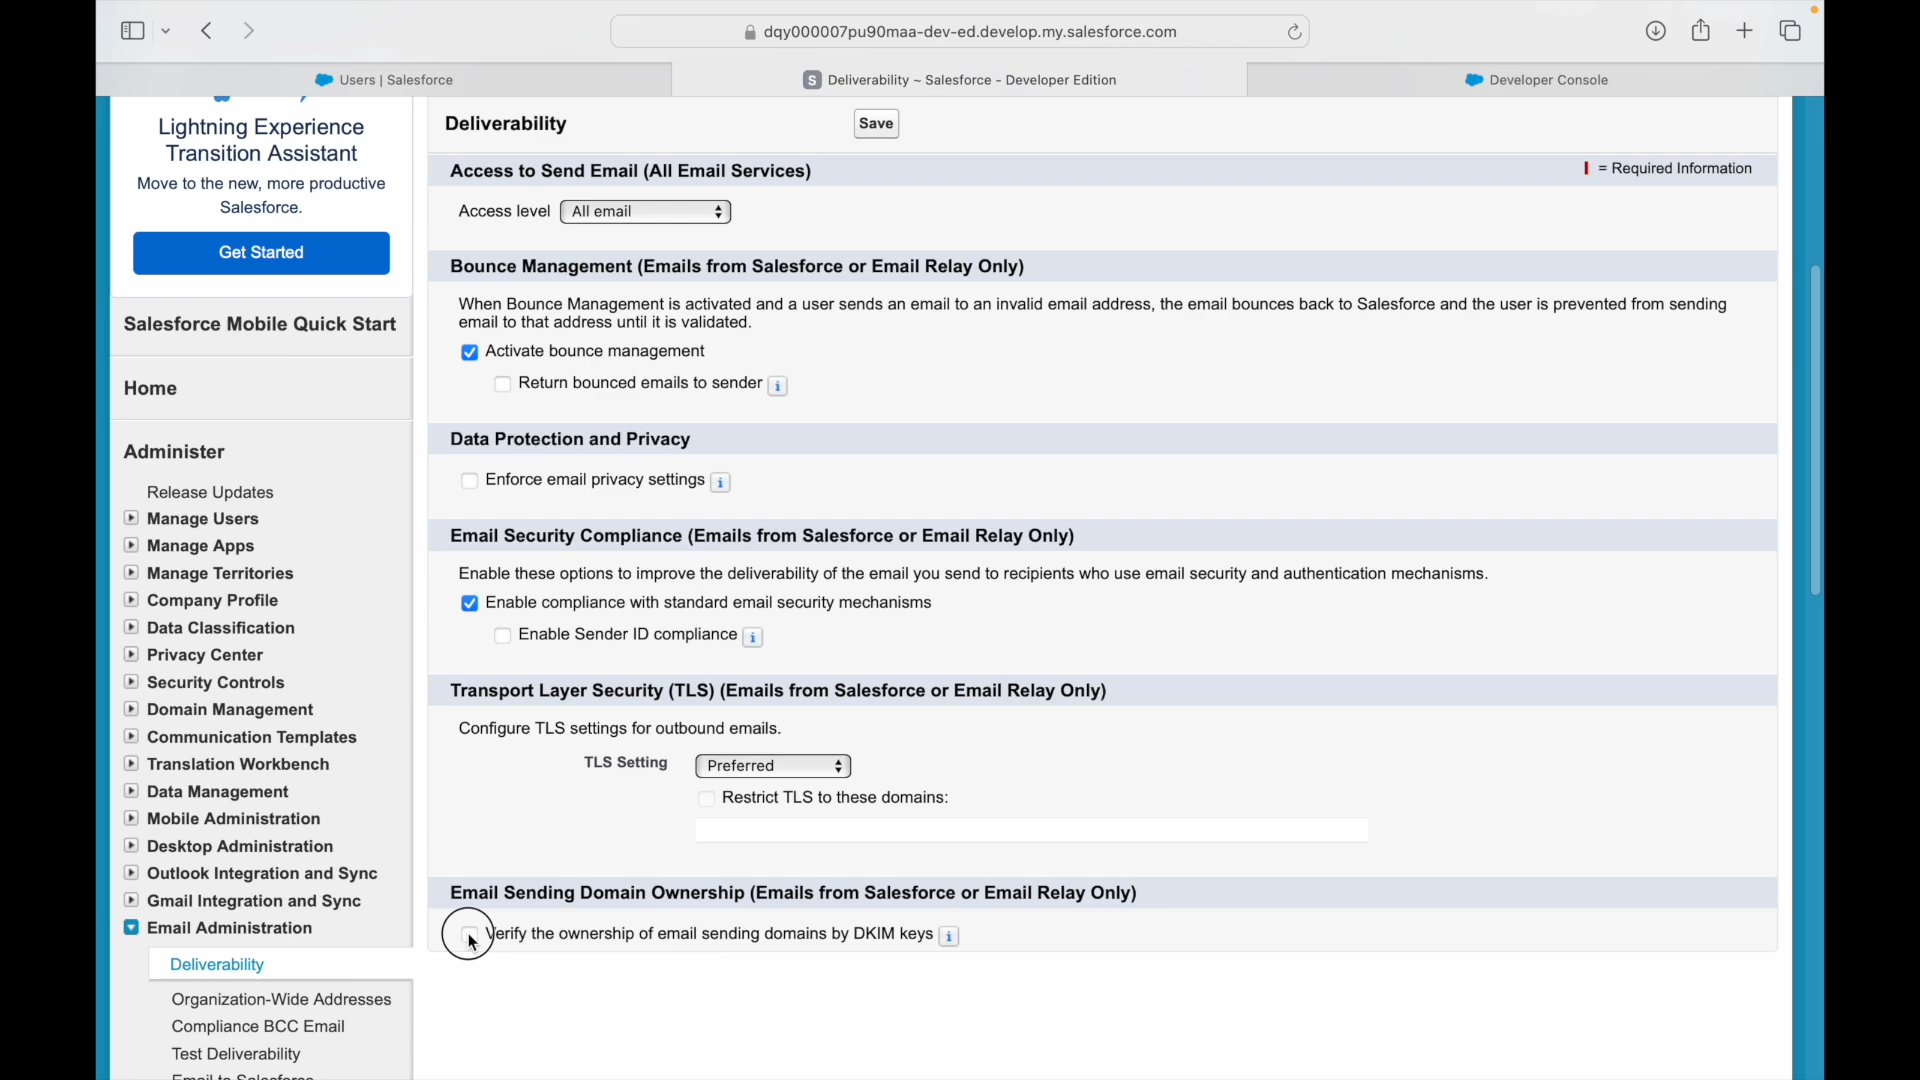 dqy000007pu90maa-dev-ed.develop.my.salesforce.com
Users | Salesforce
S Deliverability ~ Salesforce - Developer Edition
Developer Console
Lightning Experience
Transition Assistant
Move to the new, more productive
Salesforce.
Get Started
Salesforce Mobile Quick Start
Home
Administer
Release Updates
Manage Users
Manage Apps
Manage Territories
Company Profile
Data Classification
Privacy Center
Security Controls
Domain Management
Communication Templates
Translation Workbench
Data Management
Mobile Administration
Desktop Administration
Outlook Integration and Sync
Gmail Integration and Sync
Email Administration
Deliverability
Organization-Wide Addresses
Compliance BCC Email
Test Deliverability
Email to Salesforce
Deliverability
Save
Access to Send Email (All Email Services)
= Required Information
Access level All email
Bounce Management (Emails from Salesforce or Email Relay Only)
When Bounce Management is activated and a user sends an email to an invalid email address, the email bounces back to Salesforce and the user is prevented from sending
email to that address until it is validated.
Activate bounce management
Return bounced emails to sender i
Data Protection and Privacy
Enforce email privacy settings i
Email Security Compliance (Emails from Salesforce or Email Relay Only)
Enable these options to improve the deliverability of the email you send to recipients who use email security and authentication mechanisms.
Enable compliance with standard email security mechanisms
Enable Sender ID compliance i
Transport Layer Security (TLS) (Emails from Salesforce or Email Relay Only)
Configure TLS settings for outbound emails.
TLS Setting Preferred
Restrict TLS to these domains:
Email Sending Domain Ownership (Emails from Salesforce or Email Relay Only)
Verify the ownership of email sending domains by DKIM keys i